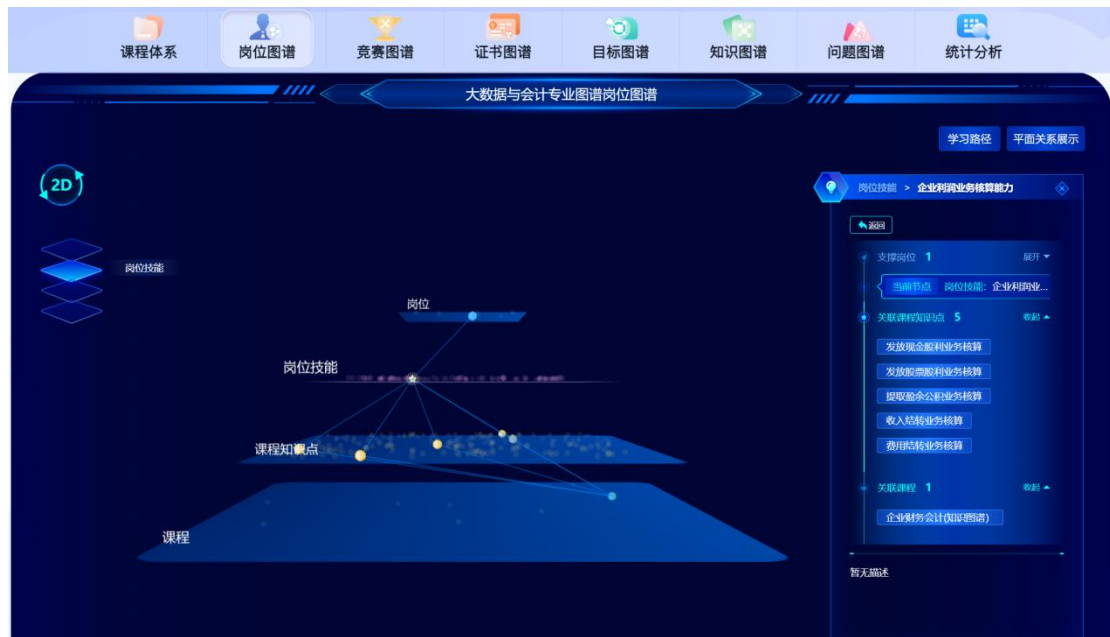 课程体系
岗位图谱
竞赛图谱
证书图谱
目标图谱
知识图谱
问题图谱
统计分析
大数据与会计专业图谱岗位图谱
学习路径
平面关系展示
2D
岗位技能
岗位
岗位技能
课程知识点
课程
岗位技能 > 企业利润业务核算能力
返回
支撑岗位 1 展开
当前节点 岗位技能: 企业利润业...
关联课程知识点 5 收起
发放现金股利业务核算
发放股票股利业务核算
提取盈余公积业务核算
收入结转业务核算
费用结转业务核算
关联课程 1 收起
企业财务会计(知识图谱)
暂无描述